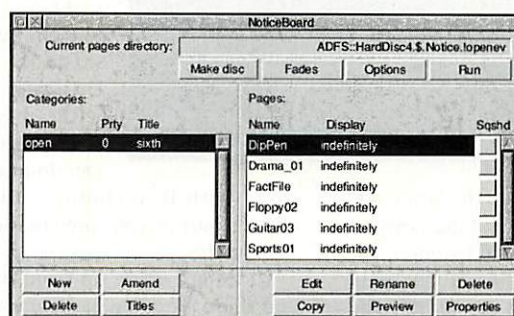 NoticeBoard
Current pages directory: ADFS::HardDisc4.$.Notice.!openev
Make disc Fades Options Run
Categories:
Name Prty Title
open 0 sixth
New Amend
Delete Titles
Pages:
Name Display Sqshd
DipPen indefinitely
Drama_01 indefinitely
FactFile indefinitely
Floppy02 indefinitely
Guitar03 indefinitely
Sports01 indefinitely
Edit Rename Delete
Copy Preview Properties